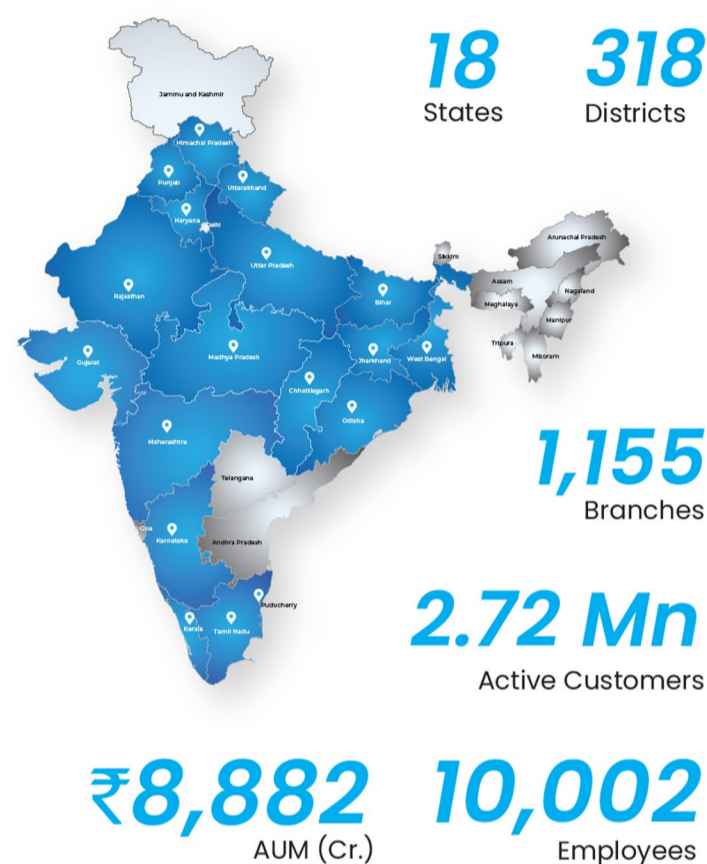 18
States
318
Districts
Jammu and Kashmir
Himachal Pradesh
Punjab
Uttarakhand
Haryana
Delhi
Uttar Pradesh
Rajasthan
Bihar
Sikkim
Arunachal Pradesh
Assam
Nagaland
Meghalaya
Manipur
Tripura
Mizoram
Gujarat
Madhya Pradesh
Jharkhand
West Bengal
Chhattisgarh
Odisha
Maharashtra
Telangana
1,155
Branches
Goa
Karnataka
Andhra Pradesh
Puducherry
Kerala
Tamil Nadu
2.72 Mn
Active Customers
₹8,882
AUM (Cr.)
10,002
Employees